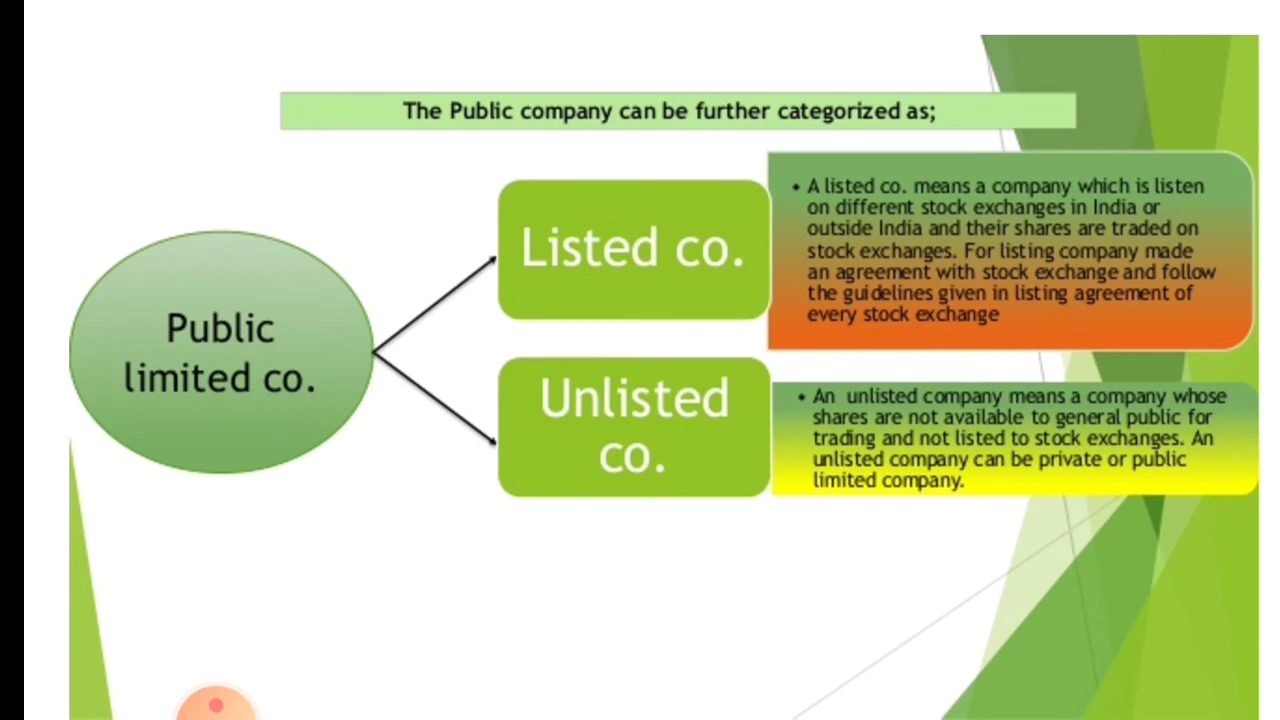 The Public company can be further categorized as;
Public
limited co.
Listed co.
• A listed co. means a company which is listen
on different stock exchanges in India or
outside India and their shares are traded on
stock exchanges. For listing company made
an agreement with stock exchange and follow
the guidelines given in listing agreement of
every stock exchange
Unlisted
co.
• An unlisted company means a company whose
shares are not available to general public for
trading and not listed to stock exchanges. An
unlisted company can be private or public
limited company.